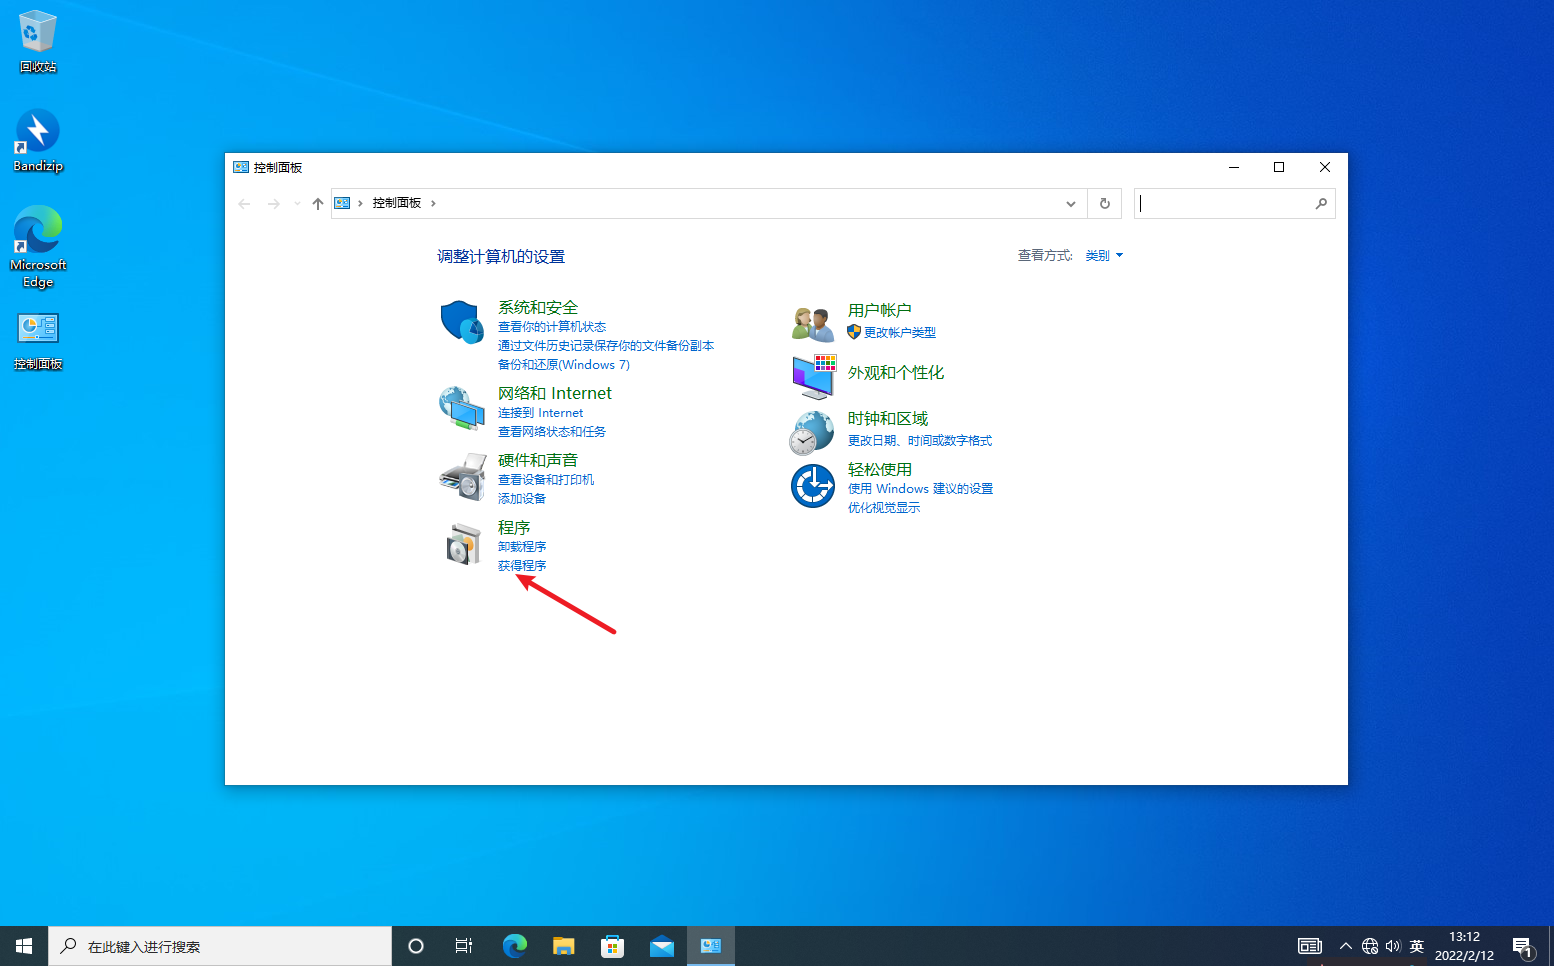 回收站
Bandizip
Microsoft
Edge
控制面板
控制面板
控制面板
调整计算机的设置
查看方式: 类别
系统和安全
查看你的计算机状态
通过文件历史记录保存你的文件备份副本
备份和还原(Windows 7)
网络和 Internet
连接到 Internet
查看网络状态和任务
硬件和声音
查看设备和打印机
添加设备
程序
卸载程序
获得程序
用户帐户
更改帐户类型
外观和个性化
时钟和区域
更改日期、时间或数字格式
轻松使用
使用 Windows 建议的设置
优化视觉显示
在此键入进行搜索
英
13:12
2022/2/12
1